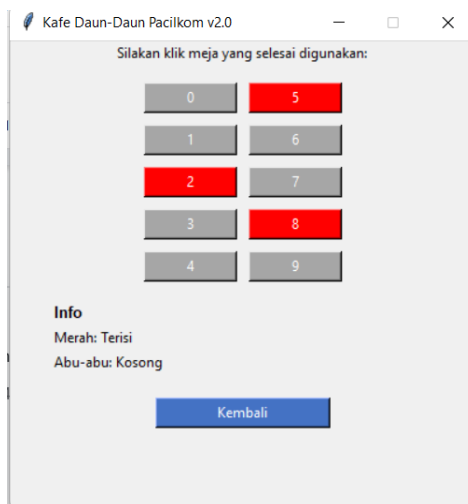 Kafe Daun-Daun Pacilkom v2.0
Silakan klik meja yang selesai digunakan:
0 5
1 6
2 7
3 8
4 9
Info
Merah: Terisi
Abu-abu: Kosong
Kembali